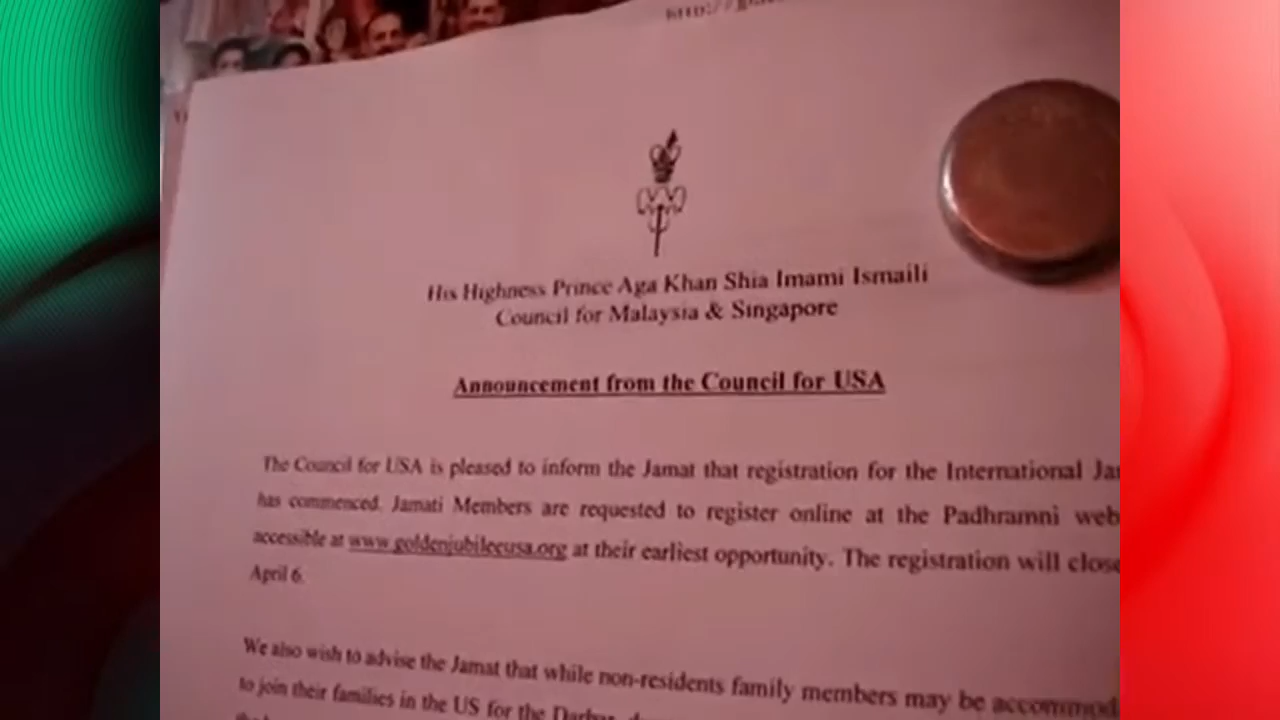 His Highness Prince Aga Khan Shia Imami Ismaili
Council for Malaysia & Singapore
Announcement from the Council for USA
The Council for USA is pleased to inform the Jamat that registration for the International
has commenced. Jamati Members are requested to register online at the Padhramni web
accessible at www.goldenjubileeusa.org at their earliest opportunity. The registration will close
April 6.
We also wish to advise the Jamat that while non-residents family members may be accommod
to join their families in the US for the Darbar,